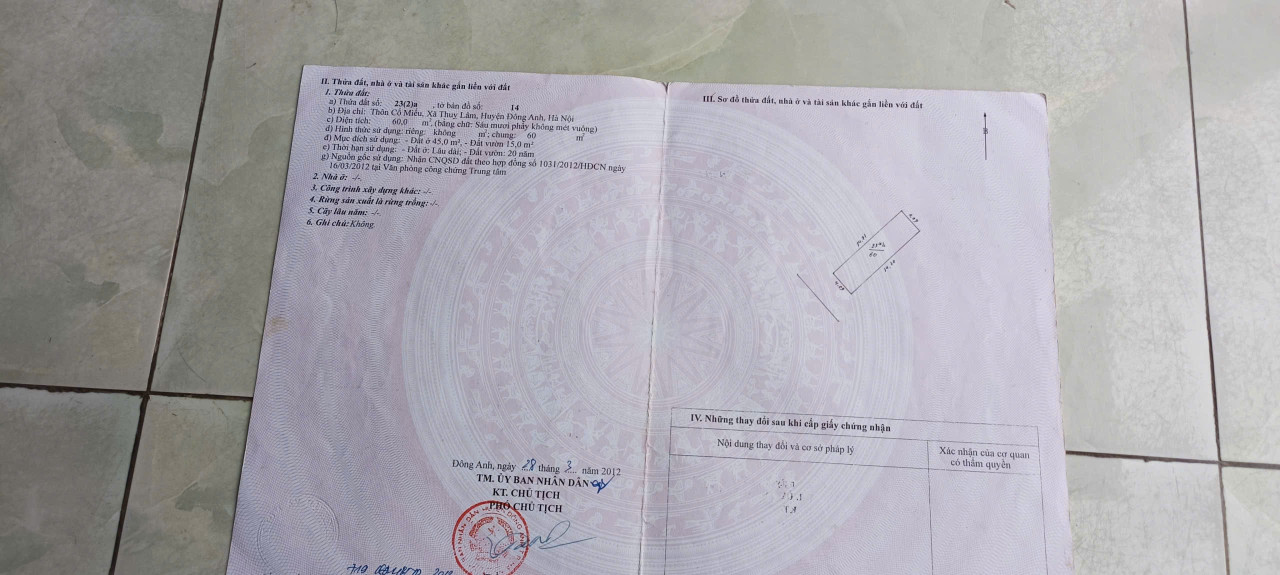 II. Thửa đất, nhà ở và tài sản khác gắn liền với đất
1. Thửa đất:
a) Thửa đất số: 23(2)a , tờ bản đồ số: 14
b) Địa chỉ: Thôn Cổ Miếu, Xã Thuỵ Lâm, Huyện Đông Anh, Hà Nội
c) Diện tích: 60,0 m², (bằng chữ: Sáu mươi phẩy không mét vuông)
d) Hình thức sử dụng: riêng: không m²; chung: 60 m²
đ) Mục đích sử dụng: - Đất ở 45,0 m², - Đất vườn 15,0 m²
e) Thời hạn sử dụng: - Đất ở: Lâu dài; - Đất vườn: 20 năm
g) Nguồn gốc sử dụng: Nhận CNQSD đất theo hợp đồng số 1031/2012/HĐCN ngày
16/03/2012 tại Văn phòng công chứng Trung tâm
2. Nhà ở: -/-.
3. Công trình xây dựng khác: -/-
4. Rừng sản xuất là rừng trồng: -/-
5. Cây lâu năm: -/-.
6. Ghi chú: Không.
Đông Anh, ngày 28 tháng 3 năm 2012
TM. ỦY BAN NHÂN DÂN
KT. CHỦ TỊCH
PHÓ CHỦ TỊCH
III. Sơ đồ thửa đất, nhà ở và tài sản khác gắn liền với đất
B
60
IV. Những thay đổi sau khi cấp giấy chứng nhận
Nội dung thay đổi và cơ sở pháp lý
Xác nhận của cơ quan
có thẩm quyền